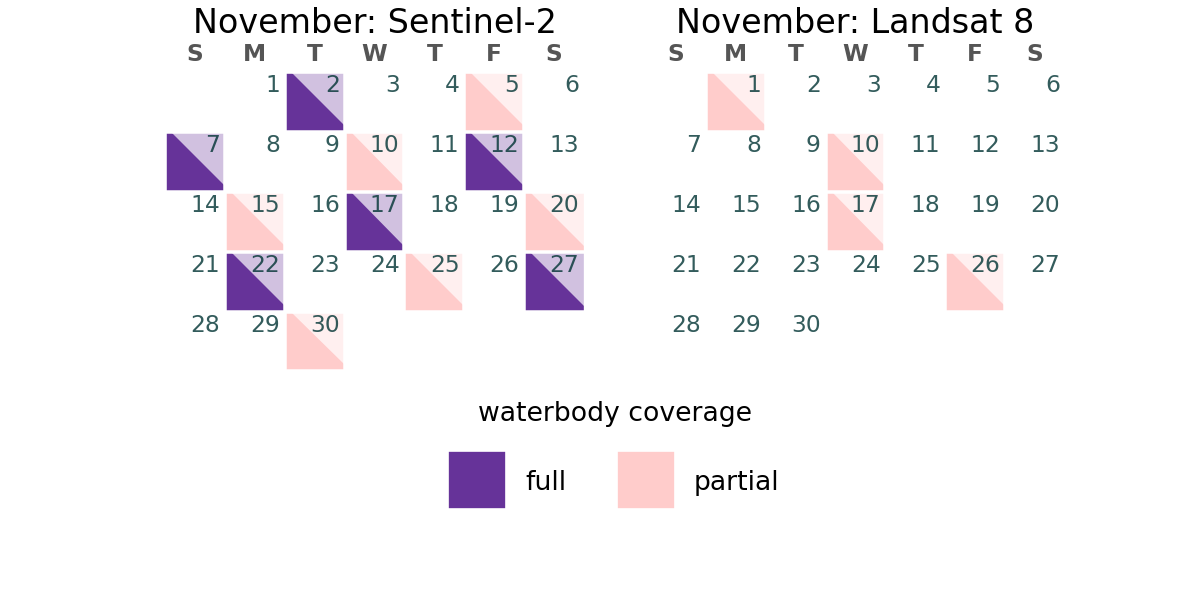 November: Sentinel-2
S M T W T F S
1 2 3 4 5 6
7 8 9 10 11 12 13
14 15 16 17 18 19 20
21 22 23 24 25 26 27
28 29 30
November: Landsat 8
S M T W T F S
1 2 3 4 5 6
7 8 9 10 11 12 13
14 15 16 17 18 19 20
21 22 23 24 25 26 27
28 29 30
waterbody coverage
full partial